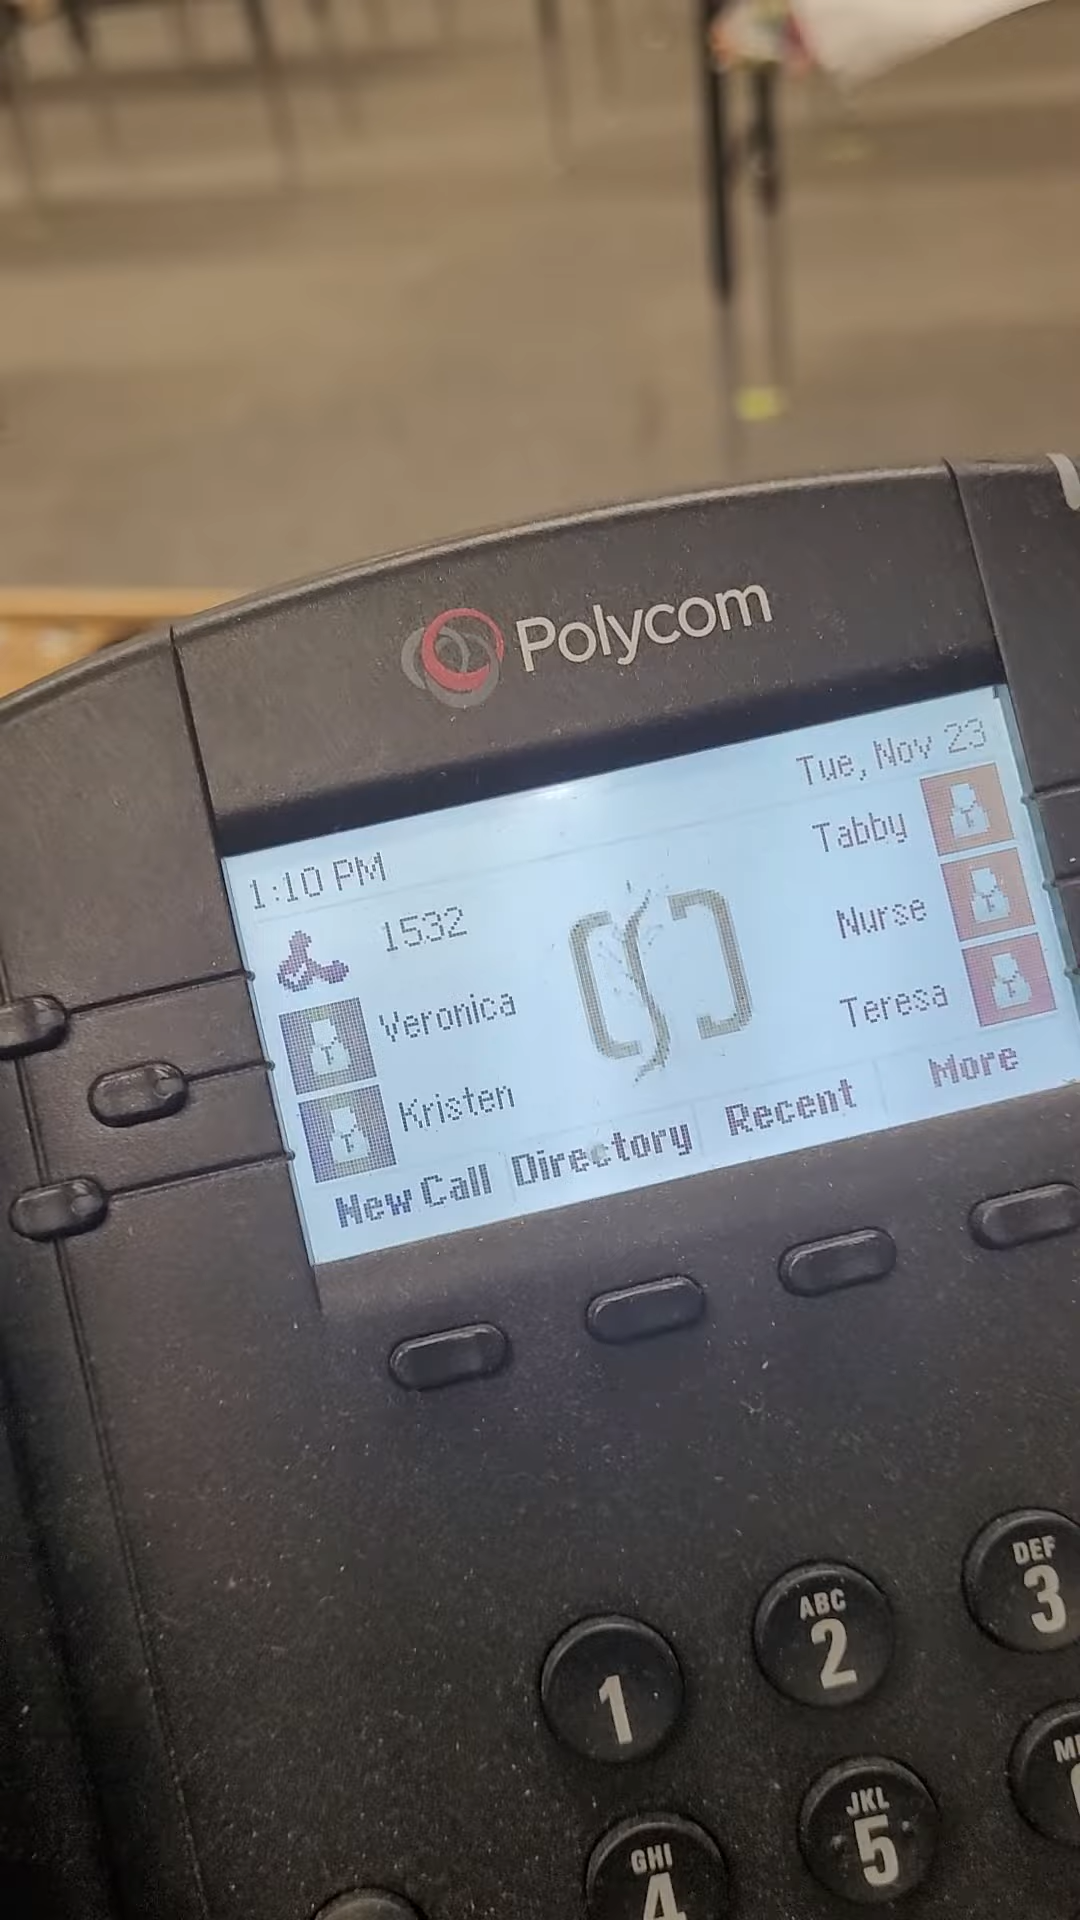 Polycom
Tue, Nov 23
1:10 PM
1532
Tabby
Veronica
Nurse
Kristen
Teresa
New Call Directory Recent More
1
ABC
2
DEF
3
GHI
4
JKL
5